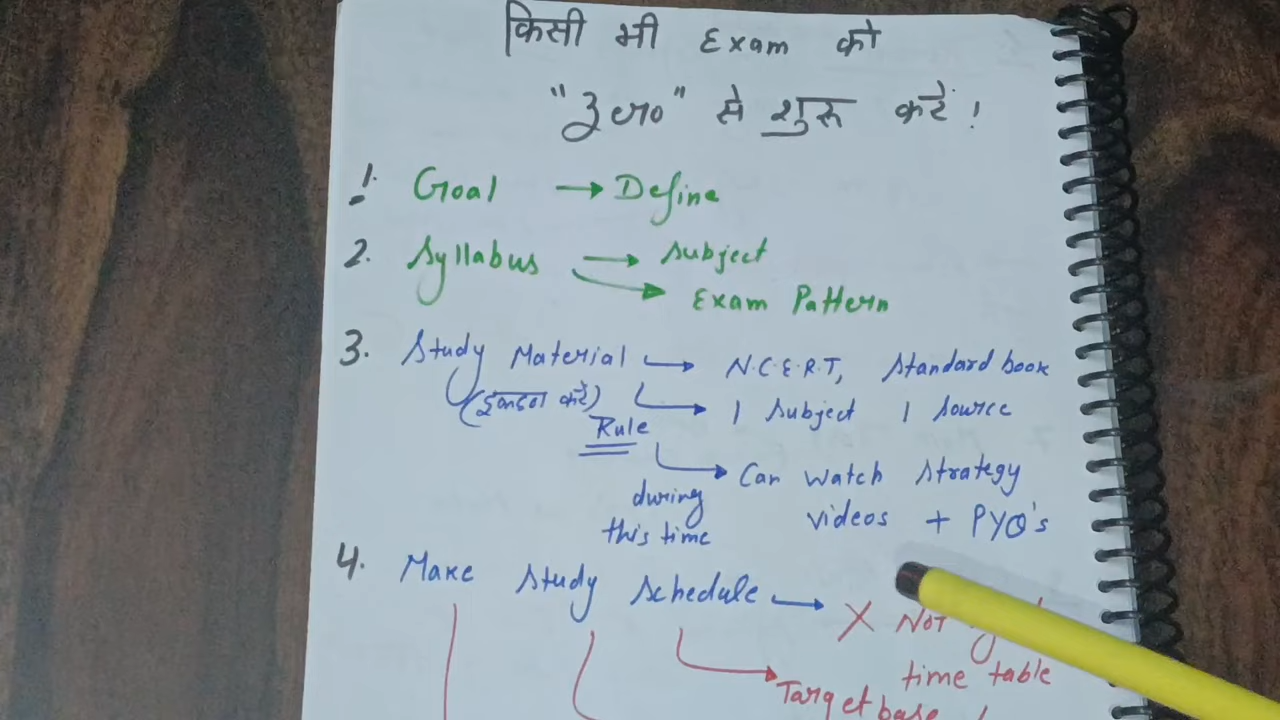 किसी भी Exam को
"Zero" से शुरू करें !
1. Goal → Define
2. Syllabus → Subject
→ Exam Pattern
3. Study Material → N.C.E.R.T, Standard book
(इकट्ठा करें) → 1 Subject 1 Source
Rule
→ Can watch strategy
during
videos + PYQ's
this time
4. Make Study Schedule → X Not
time table
Target base